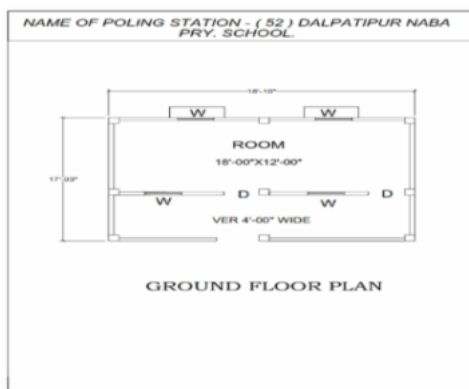 NAME OF POLING STATION - ( 52 ) DALPATIPUR NABA
PRY. SCHOOL.
W
W
ROOM
18'-00"X12'-00"
D
D
W
W
VER 4'-00" WIDE
GROUND FLOOR PLAN